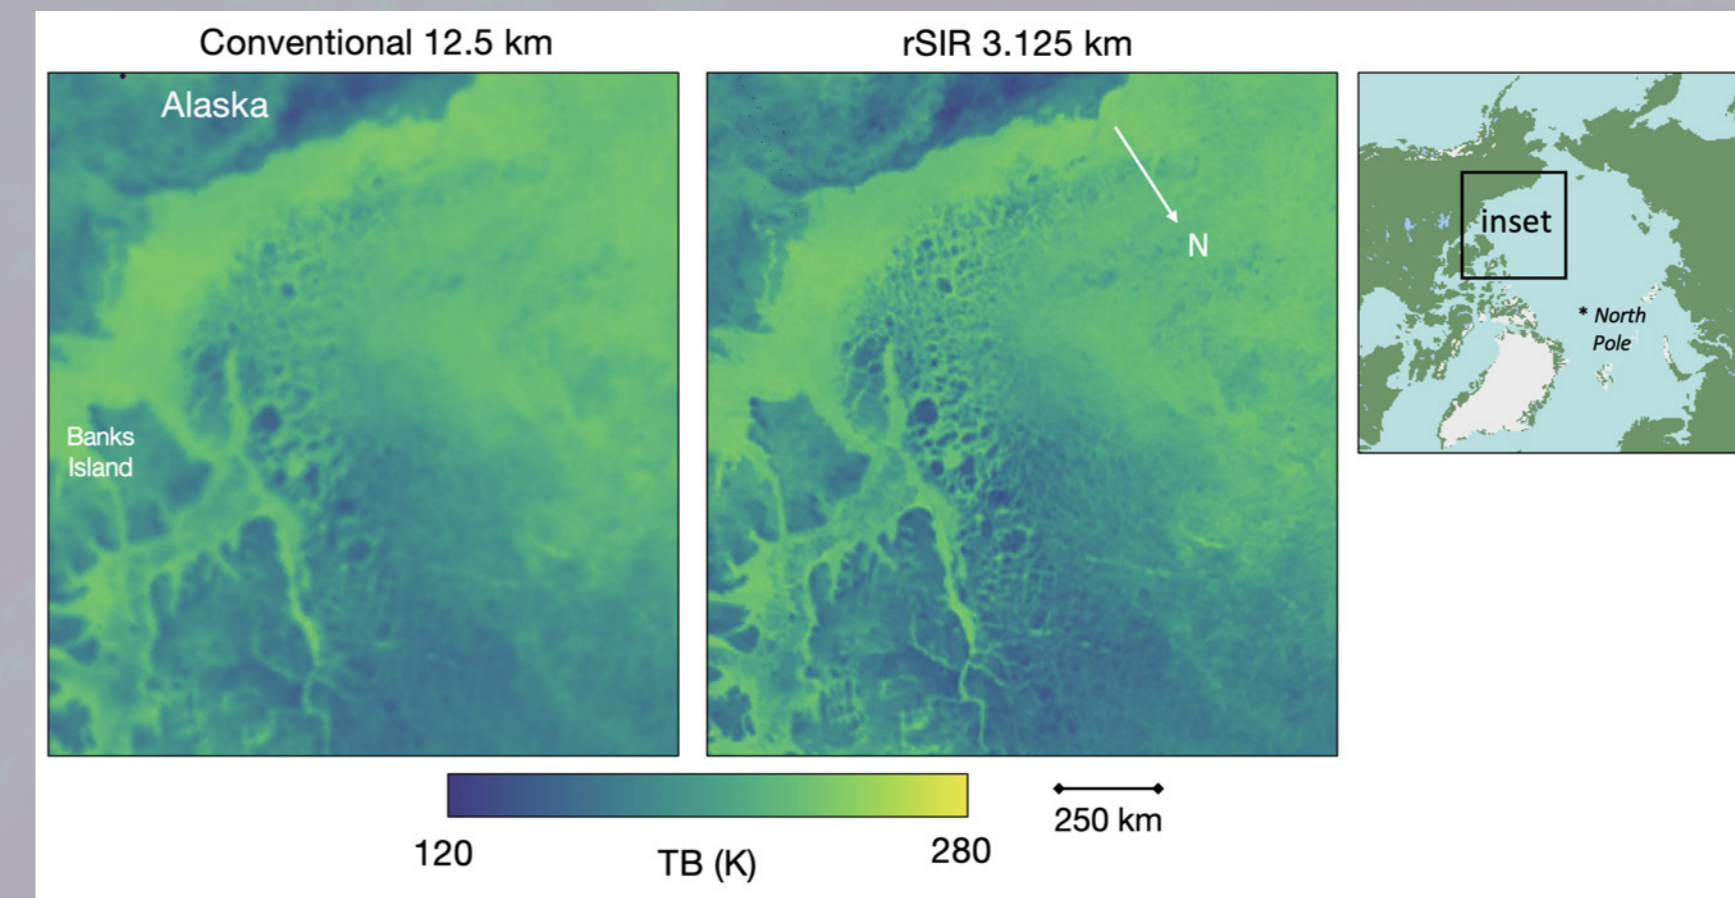 Conventional 12.5 km
rSIR 3.125 km
Alaska
Banks
Island
N
inset
* North
Pole
120
TB (K)
280
250 km